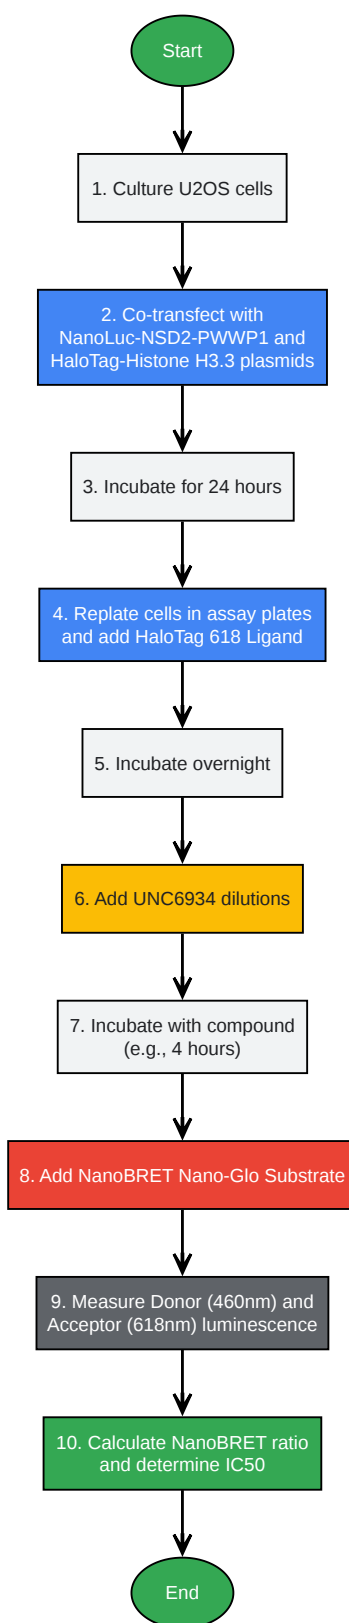 Start
1. Culture U2OS cells
2. Co-transfect with
NanoLuc-NSD2-PWWP1 and
HaloTag-Histone H3.3 plasmids
3. Incubate for 24 hours
4. Replate cells in assay plates
and add HaloTag 618 Ligand
5. Incubate overnight
6. Add UNC6934 dilutions
7. Incubate with compound
(e.g., 4 hours)
8. Add NanoBRET Nano-Glo Substrate
9. Measure Donor (460nm) and
Acceptor (618nm) luminescence
10. Calculate NanoBRET ratio
and determine IC50
End